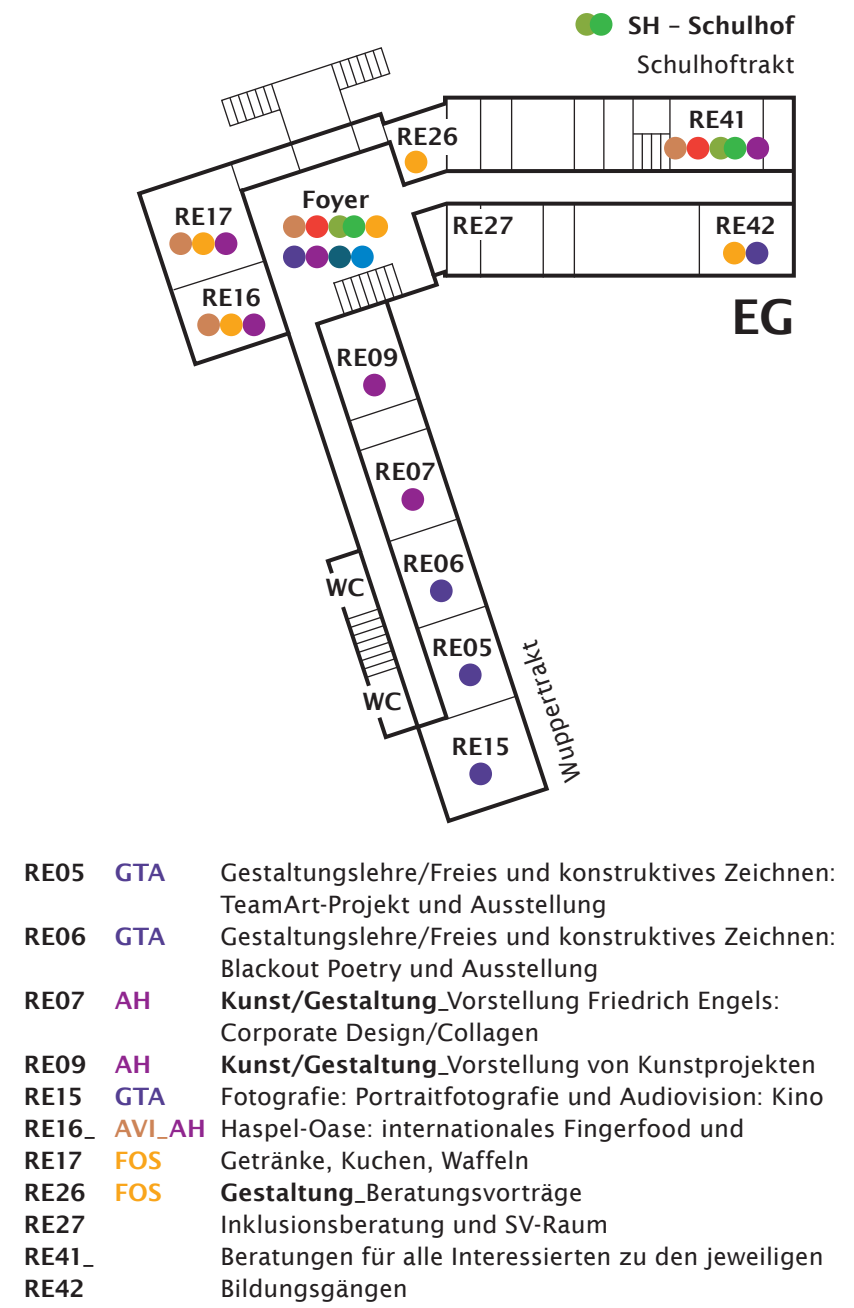 SH – Schulhof
Schulhoftrakt
RE41
RE26
Foyer
RE17
RE27
RE42
RE16
EG
RE09
RE07
RE06
WC
RE05
Wuppertrakt
WC
RE15
RE05 GTA Gestaltungslehre/Freies und konstruktives Zeichnen:
TeamArt-Projekt und Ausstellung
RE06 GTA Gestaltungslehre/Freies und konstruktives Zeichnen:
Blackout Poetry und Ausstellung
RE07 AH Kunst/Gestaltung_Vorstellung Friedrich Engels:
Corporate Design/Collagen
RE09 AH Kunst/Gestaltung_Vorstellung von Kunstprojekten
RE15 GTA Fotografie: Portraitfotografie und Audiovision: Kino
RE16_ AVI_AH Haspel-Oase: internationales Fingerfood und
RE17 FOS Getränke, Kuchen, Waffeln
RE26 FOS Gestaltung_Beratungsvorträge
RE27 Inklusionsberatung und SV-Raum
RE41_ Beratungen für alle Interessierten zu den jeweiligen
RE42 Bildungsgängen